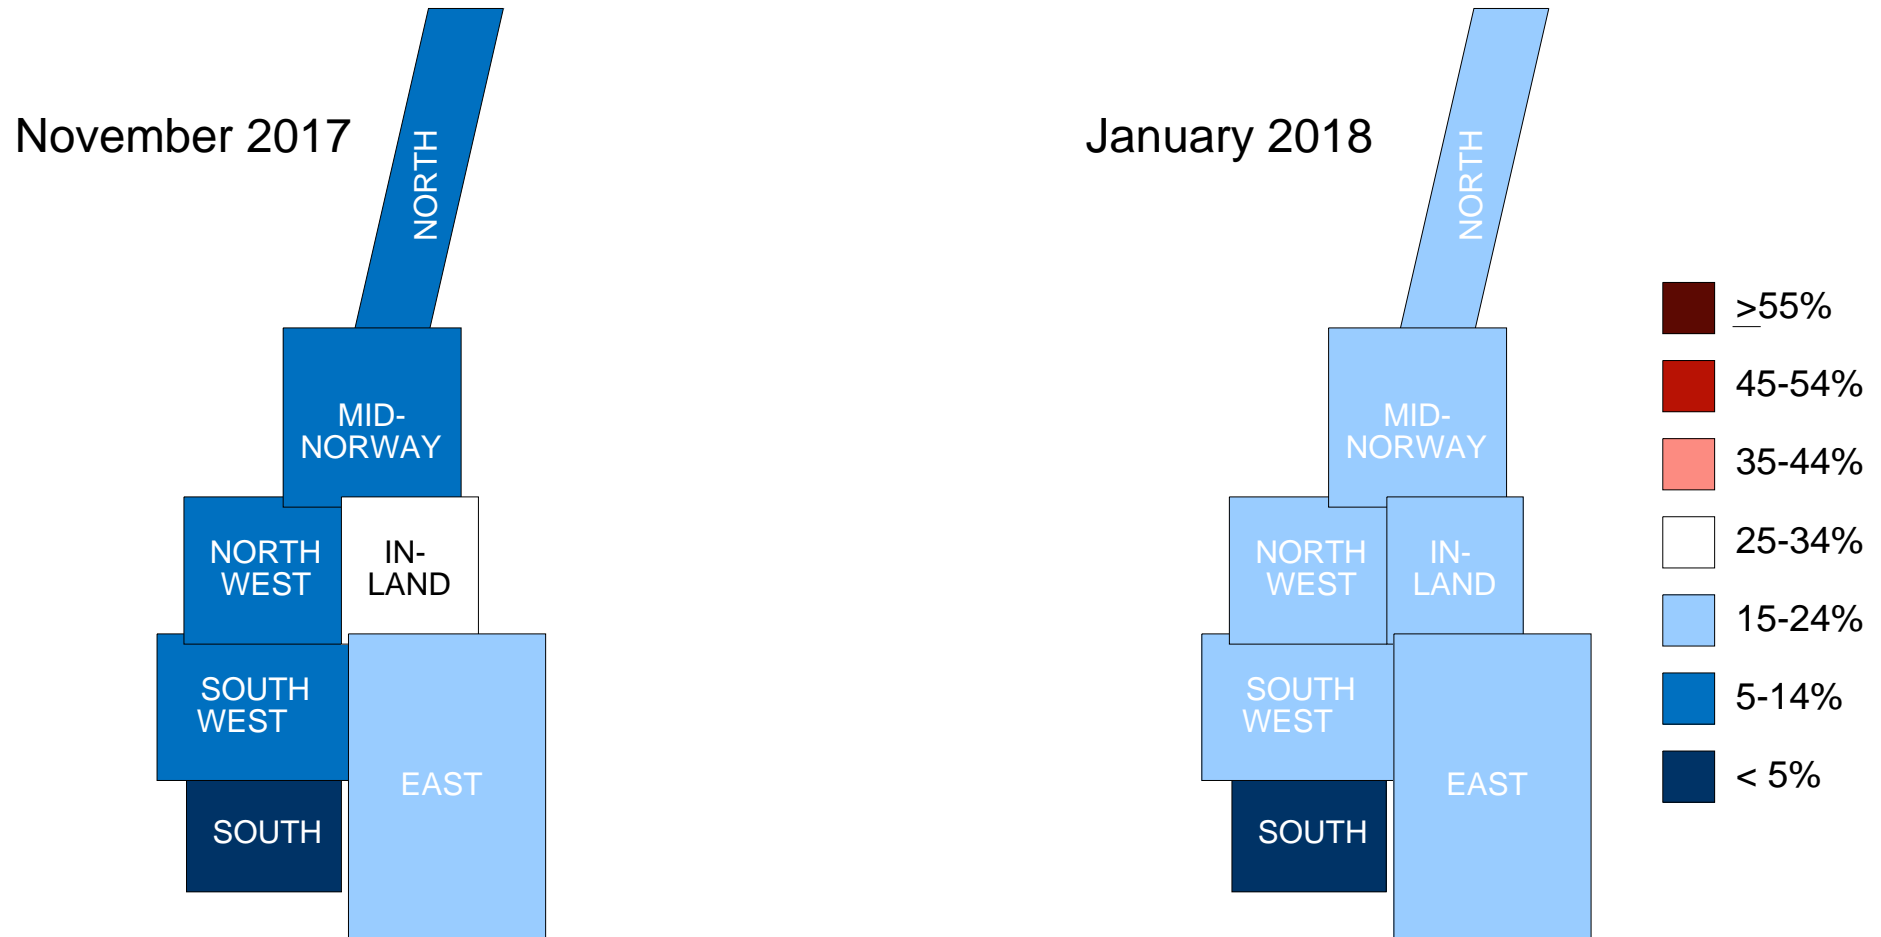 November 2017
NORTH
MID-
NORWAY
NORTH
WEST
IN-
LAND
SOUTH
WEST
EAST
SOUTH
January 2018
NORTH
MID-
NORWAY
NORTH
WEST
IN-
LAND
SOUTH
WEST
EAST
SOUTH
>55%
45-54%
35-44%
25-34%
15-24%
5-14%
< 5%